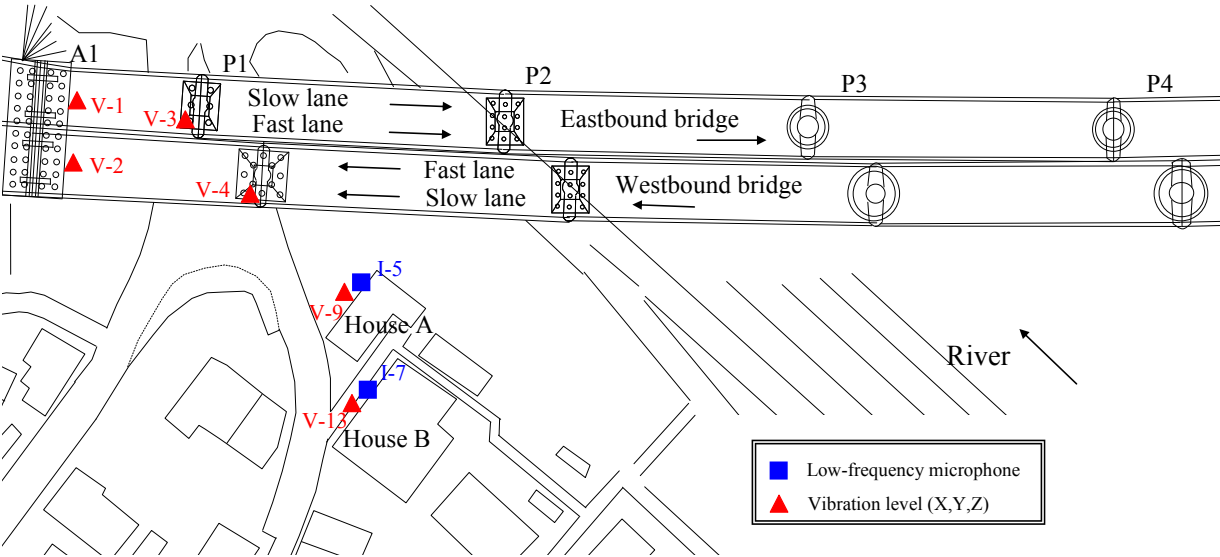 A1
P1
P2
P3
P4
V-1
V-3
Slow lane
Fast lane
Eastbound bridge
V-2
V-4
Fast lane
Slow lane
Westbound bridge
I-5
V-9
House A
I-7
V-13
House B
River
Low-frequency microphone
Vibration level (X,Y,Z)